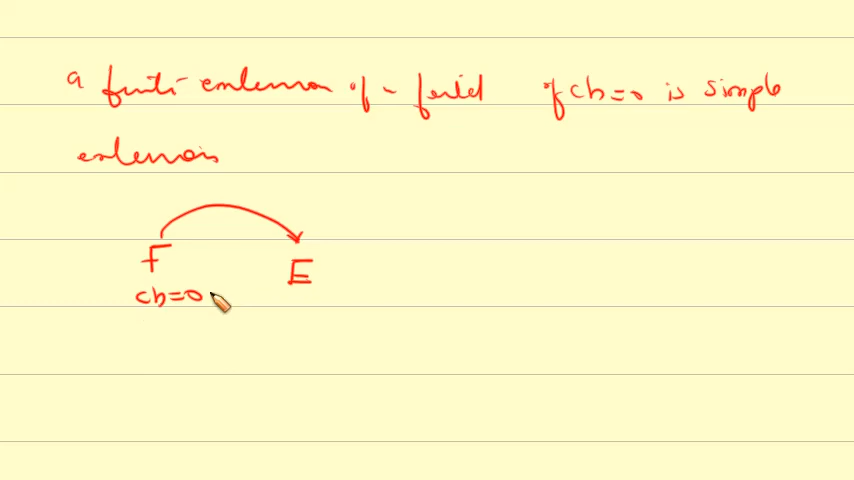 a finite extension of a field of ch=0 is simple
extension
F E
ch=0